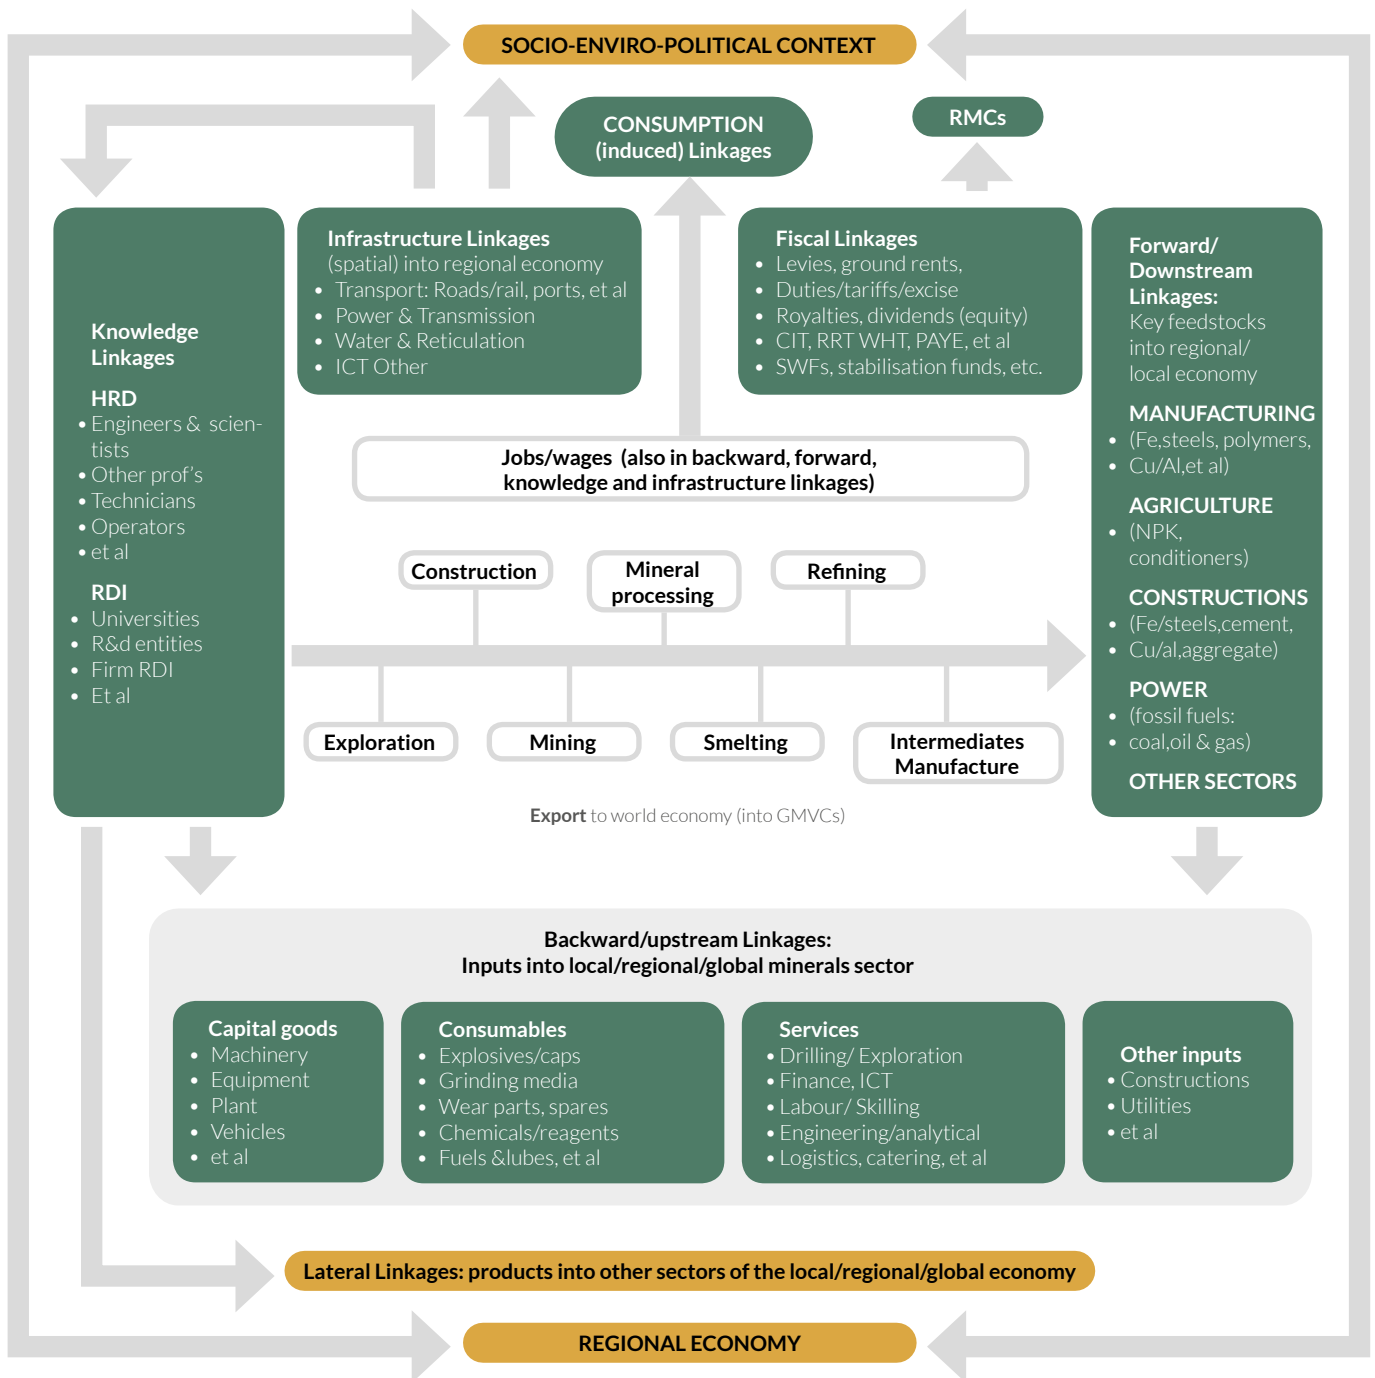 SOCIO-ENVIRO-POLITICAL CONTEXT
CONSUMPTION
(induced) Linkages
RMCs
Knowledge
Linkages
HRD
• Engineers &  scien-
tists
• Other prof's
• Technicians
• Operators
• et al
RDI
• Universities
• R&d entities
• Firm RDI
• Et al
Infrastructure Linkages
(spatial) into regional economy
• Transport: Roads/rail, ports, et al
• Power & Transmission
• Water & Reticulation
• ICT Other
Fiscal Linkages
• Levies, ground rents,
• Duties/tariffs/excise
• Royalties, dividends (equity)
• CIT, RRT WHT, PAYE, et al
• SWFs, stabilisation funds, etc.
Forward/
Downstream
Linkages:
Key feedstocks
into regional/
local economy
MANUFACTURING
• (Fe,steels, polymers,
• Cu/Al,et al)
AGRICULTURE
• (NPK,
conditioners)
CONSTRUCTIONS
• (Fe/steels,cement,
• Cu/al,aggregate)
POWER
• (fossil fuels:
• coal,oil & gas)
OTHER SECTORS
Jobs/wages  (also in backward, forward,
knowledge and infrastructure linkages)
Construction
Mineral
processing
Refining
Exploration
Mining
Smelting
Intermediates
Manufacture
Export to world economy (into GMVCs)
Backward/upstream Linkages:
Inputs into local/regional/global minerals sector
Capital goods
• Machinery
• Equipment
• Plant
• Vehicles
• et al
Consumables
• Explosives/caps
• Grinding media
• Wear parts, spares
• Chemicals/reagents
• Fuels &lubes, et al
Services
• Drilling/ Exploration
• Finance, ICT
• Labour/ Skilling
• Engineering/analytical
• Logistics, catering, et al
Other inputs
• Constructions
• Utilities
• et al
Lateral Linkages: products into other sectors of the local/regional/global economy
REGIONAL ECONOMY